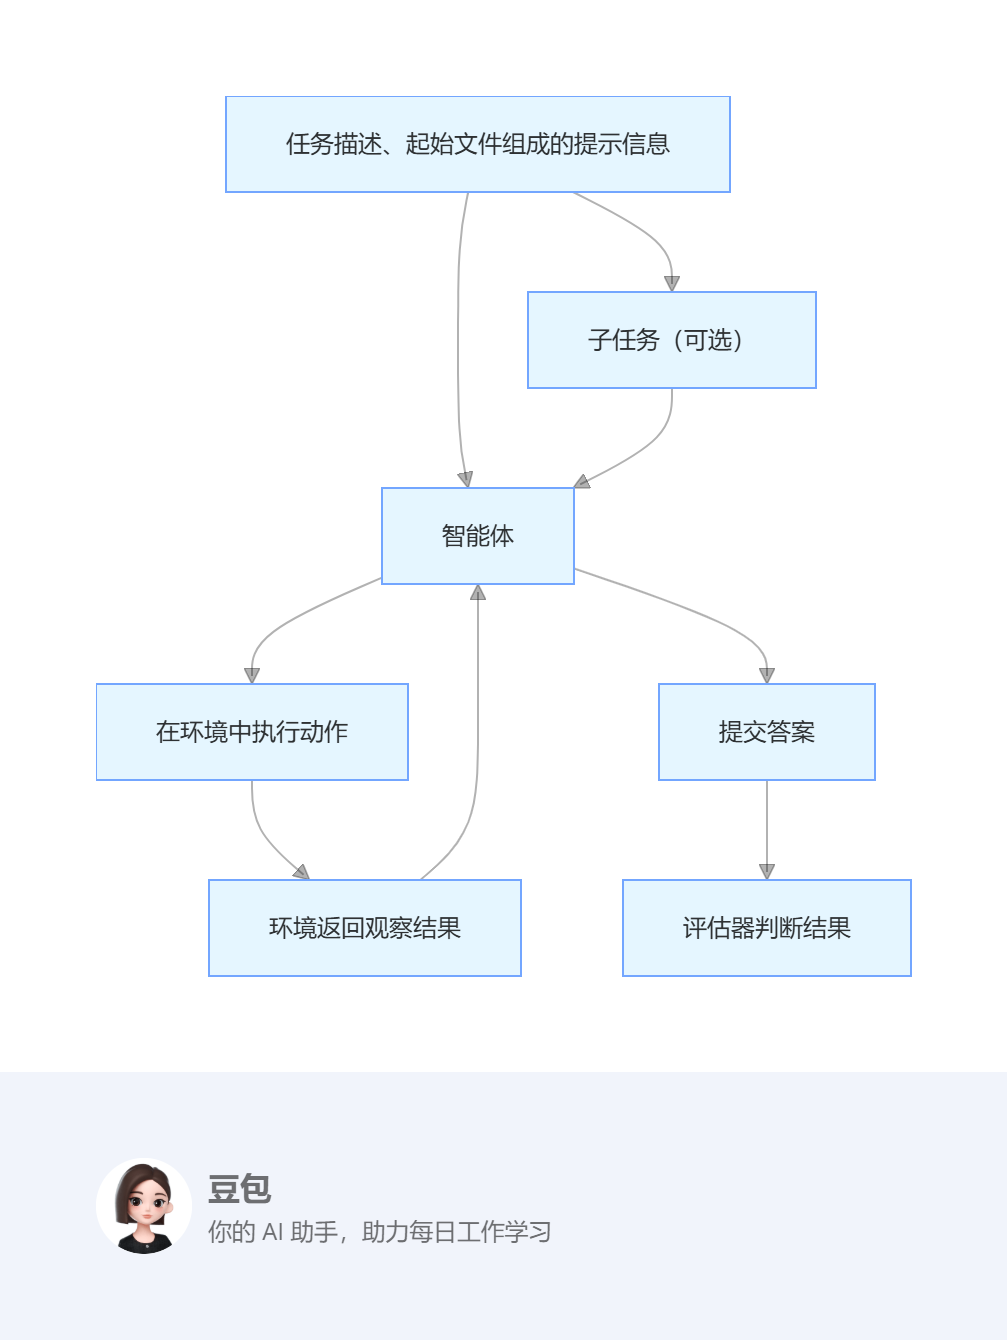 任务描述、起始文件组成的提示信息
子任务（可选）
智能体
在环境中执行动作
提交答案
环境返回观察结果
评估器判断结果
豆包
你的 AI 助手，助力每日工作学习